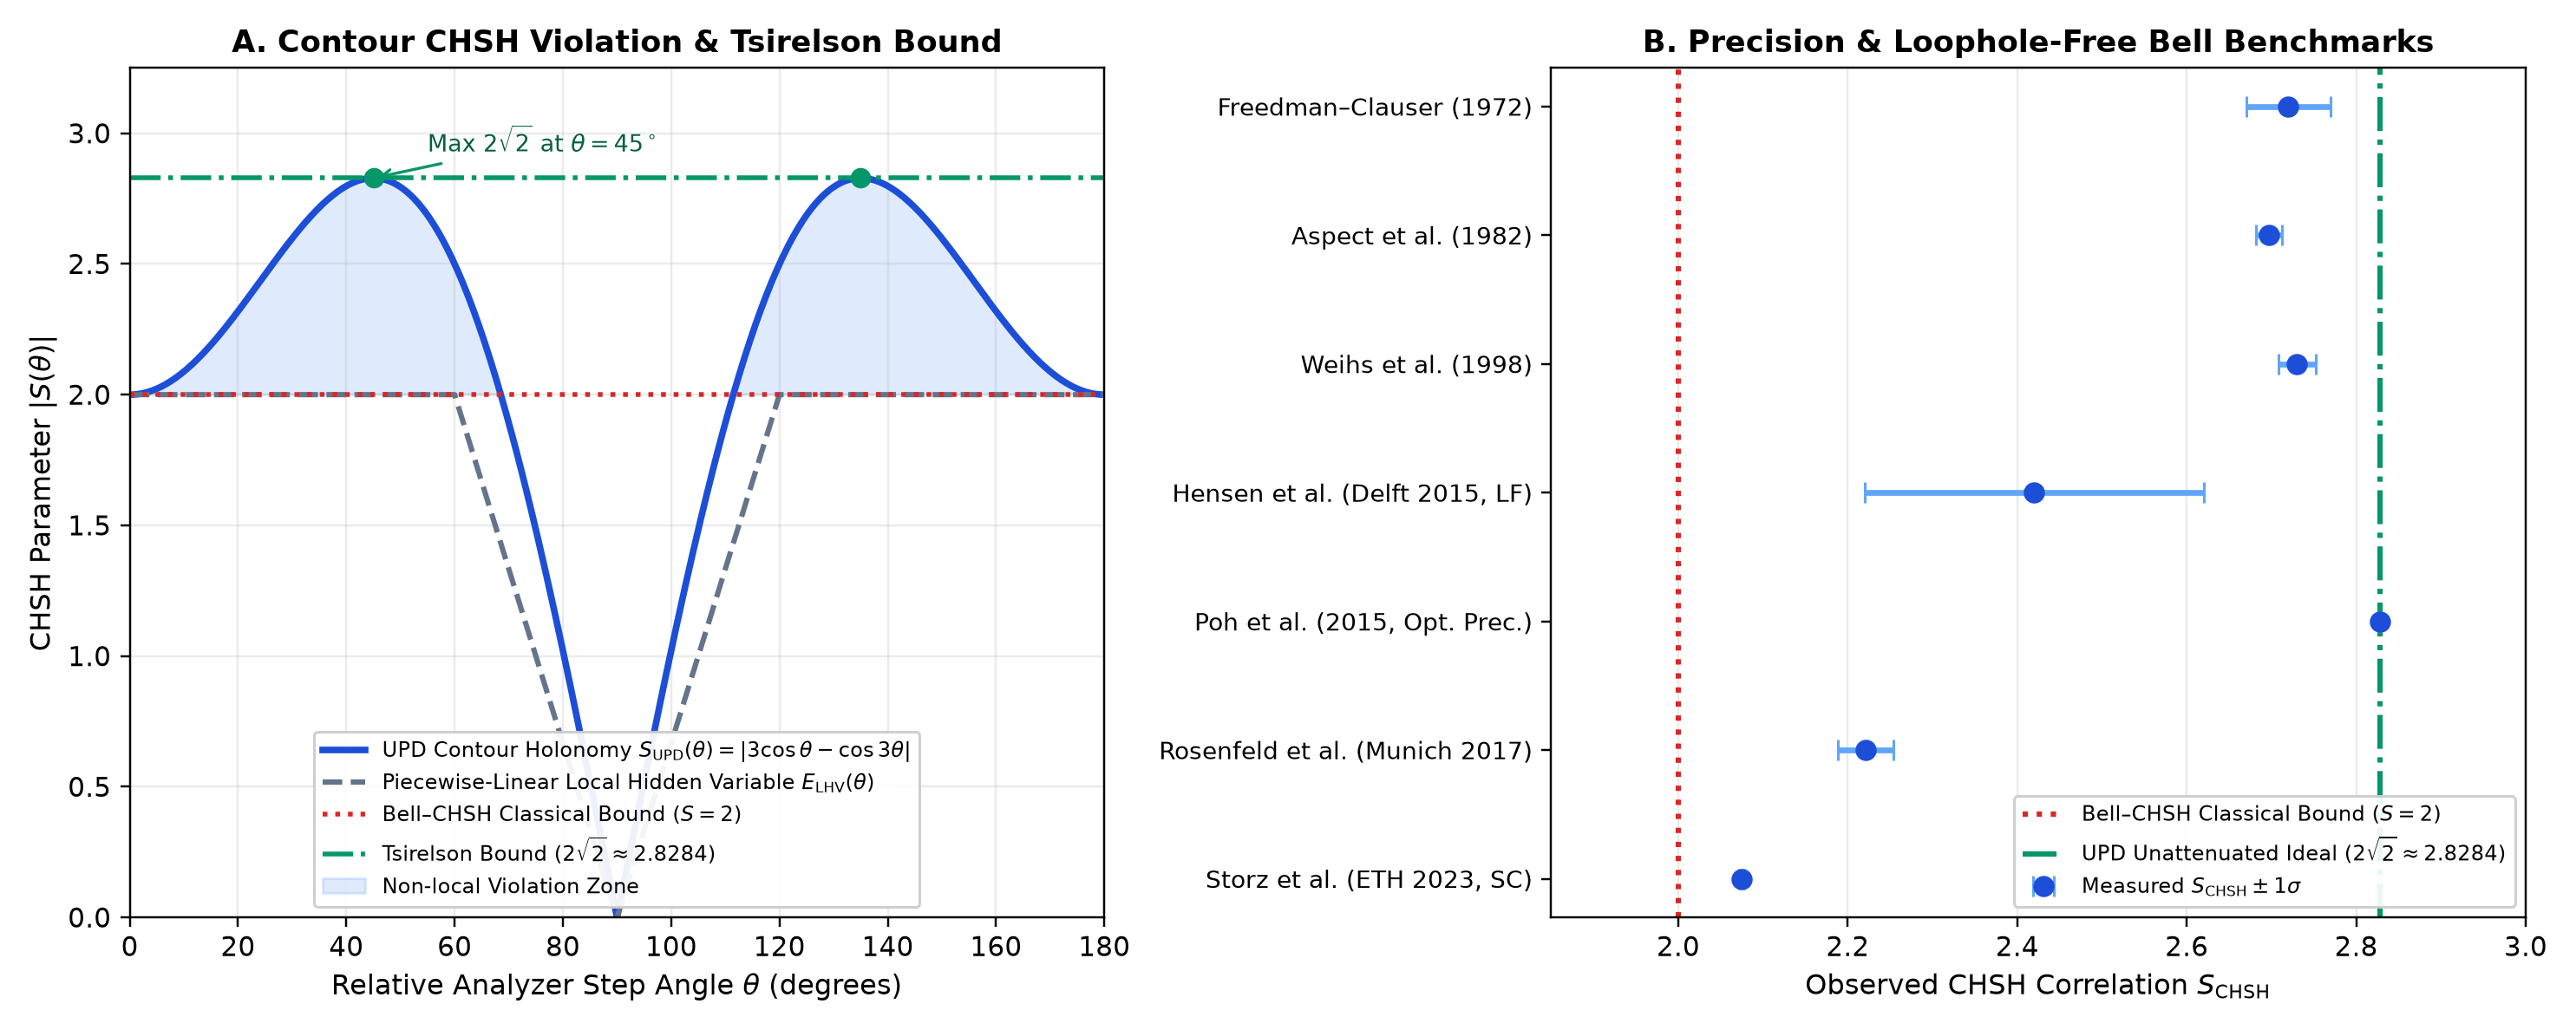 A. Contour CHSH Violation & Tsirelson Bound
CHSH Parameter |S(θ)|
3.0
2.5
2.0
1.5
1.0
0.5
0.0
Max 2√2 at θ = 45°
UPD Contour Holonomy S_UPD(θ) = |3cos θ − cos 3θ|
Piecewise-Linear Local Hidden Variable E_LHV(θ)
Bell–CHSH Classical Bound (S = 2)
Tsirelson Bound (2√2 ≈ 2.8284)
Non-local Violation Zone
0 20 40 60 80 100 120 140 160 180
Relative Analyzer Step Angle θ (degrees)
B. Precision & Loophole-Free Bell Benchmarks
Freedman–Clauser (1972)
Aspect et al. (1982)
Weihs et al. (1998)
Hensen et al. (Delft 2015, LF)
Poh et al. (2015, Opt. Prec.)
Rosenfeld et al. (Munich 2017)
Storz et al. (ETH 2023, SC)
Bell–CHSH Classical Bound (S = 2)
UPD Unattenuated Ideal (2√2 ≈ 2.8284)
Measured S_CHSH ± 1σ
2.0 2.2 2.4 2.6 2.8 3.0
Observed CHSH Correlation S_CHSH